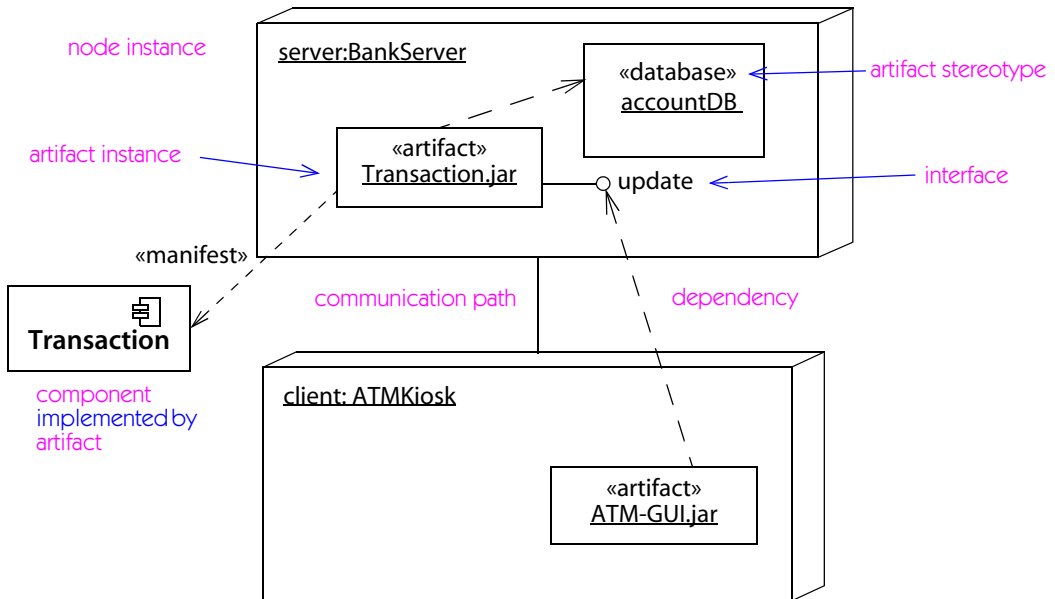 node instance
server:BankServer
«database»
accountDB
artifact stereotype
artifact instance
«artifact»
Transaction.jar
update
interface
«manifest»
communication path
dependency
Transaction
component
implemented by
artifact
client: ATMKiosk
«artifact»
ATM-GUI.jar